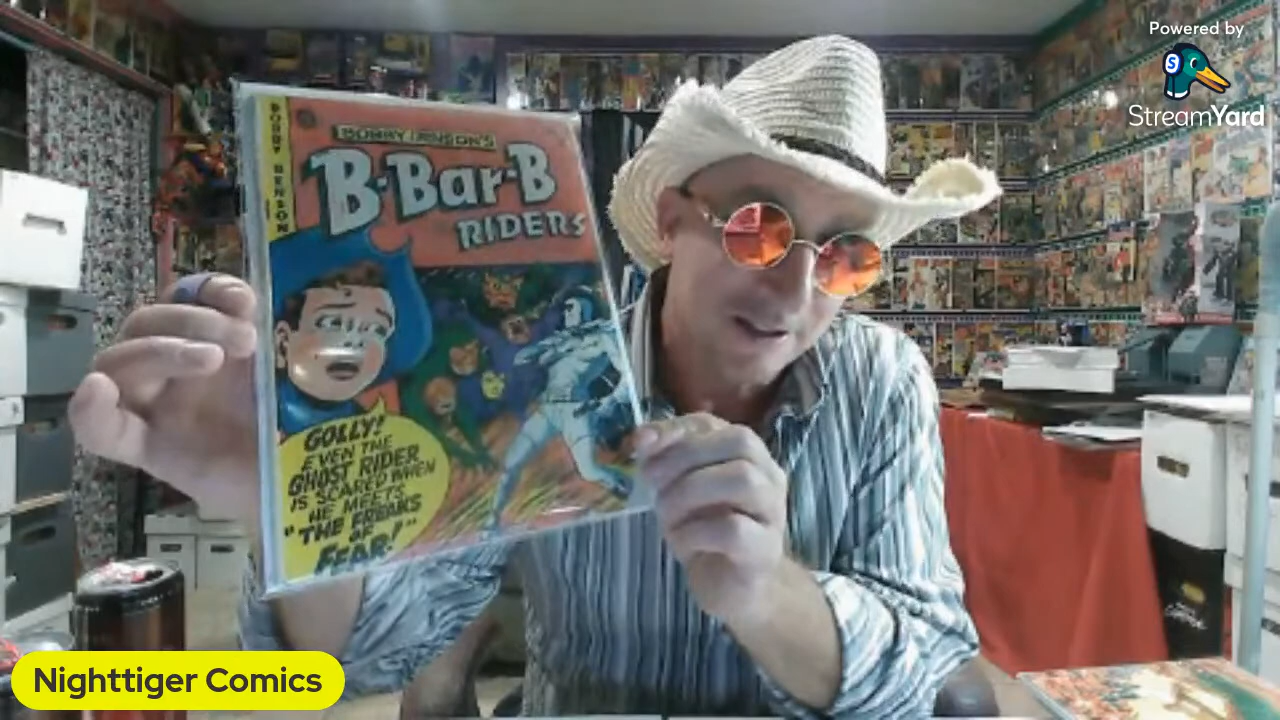 Powered by
StreamYard
BOBBY BENSON
BOBBY BENSON'S
B-Bar-B
RIDERS
GOLLY!
EVEN THE
GHOST RIDER
IS SCARED WHEN
HE MEETS
"THE FREAKS
OF
FEAR!"
Nighttiger Comics